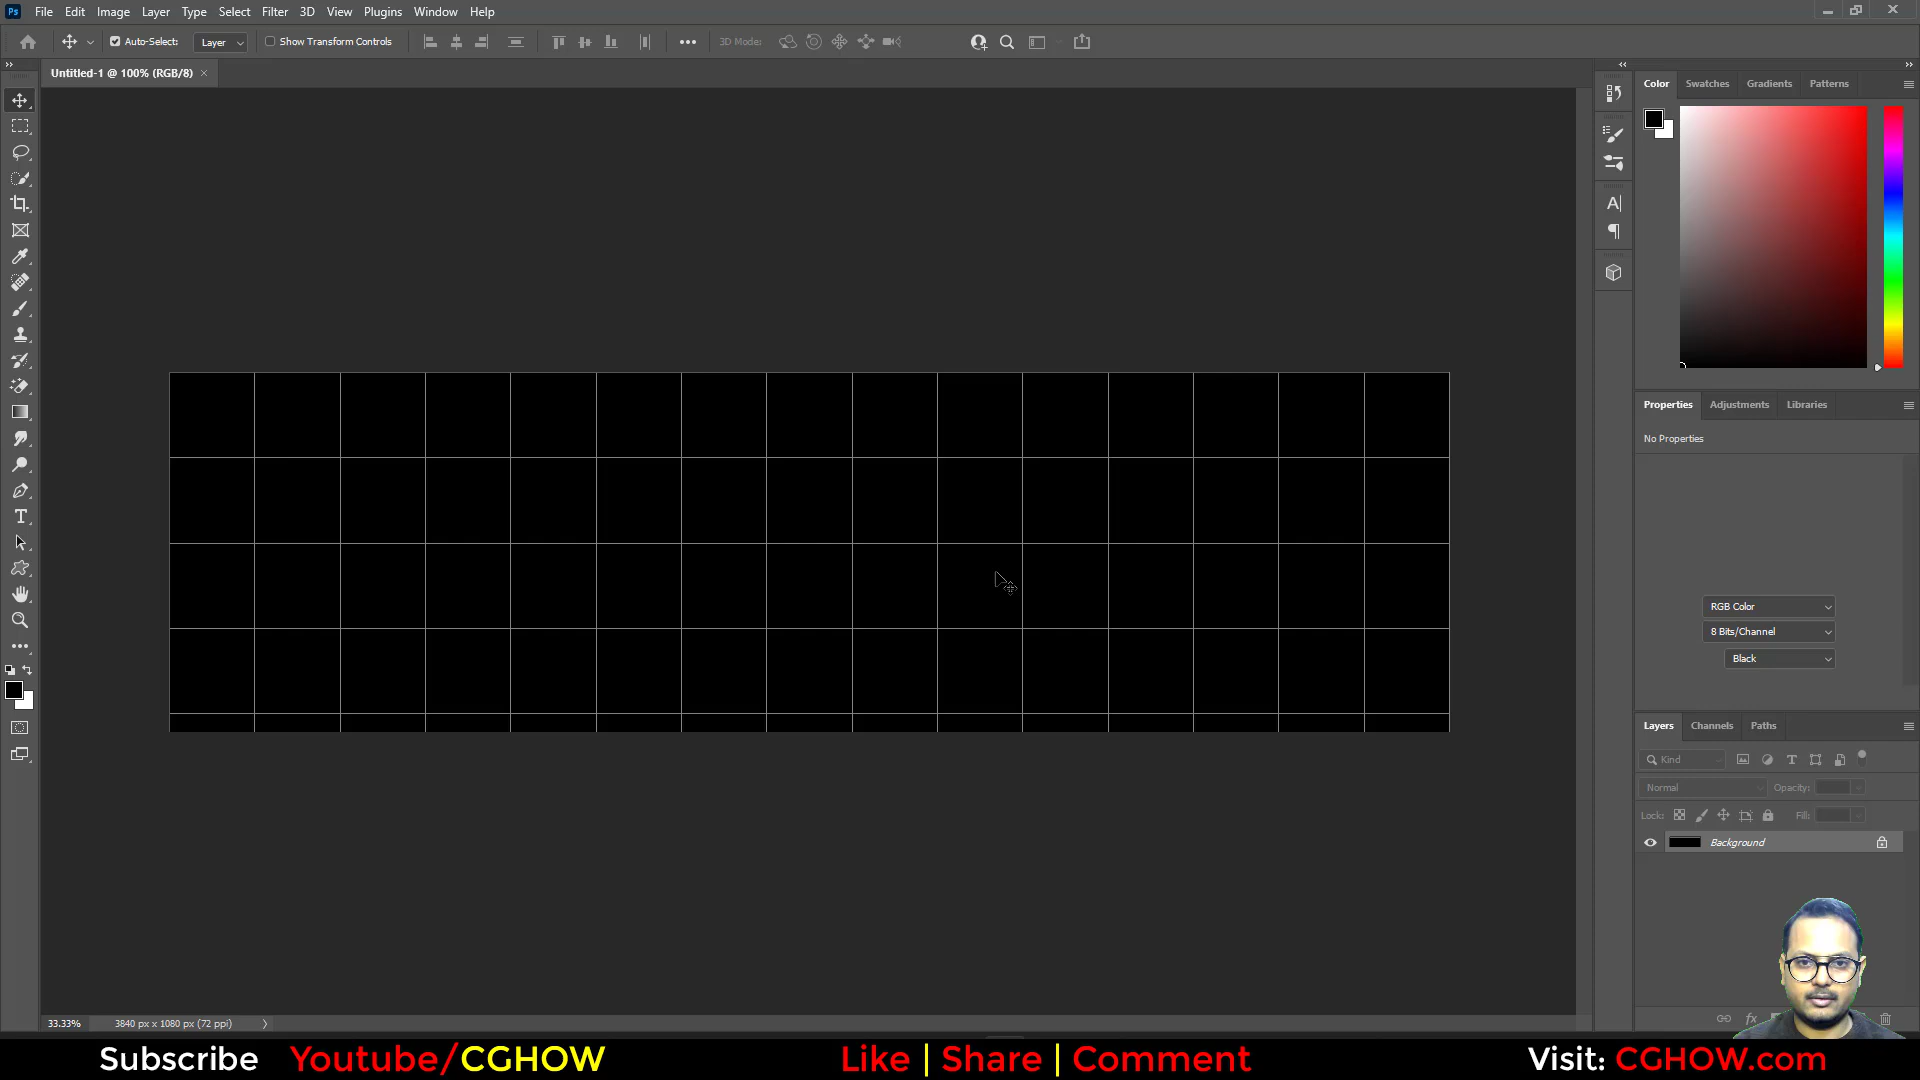 Ps File Edit Image Layer Type Select Filter 3D View Plugins Window Help
Auto-Select: Layer Show Transform Controls 3D Mode:
Untitled-1 @ 100% (RGB/8)
Color Swatches Gradients Patterns
Properties Adjustments Libraries
No Properties
RGB Color
8 Bits/Channel
Black
Layers Channels Paths
Kind
Normal Opacity:
Lock: Fill:
Background
33.33% 3840 px x 1080 px (72 ppi)
Subscribe Youtube/CGHOW Like | Share | Comment Visit: CGHOW.com